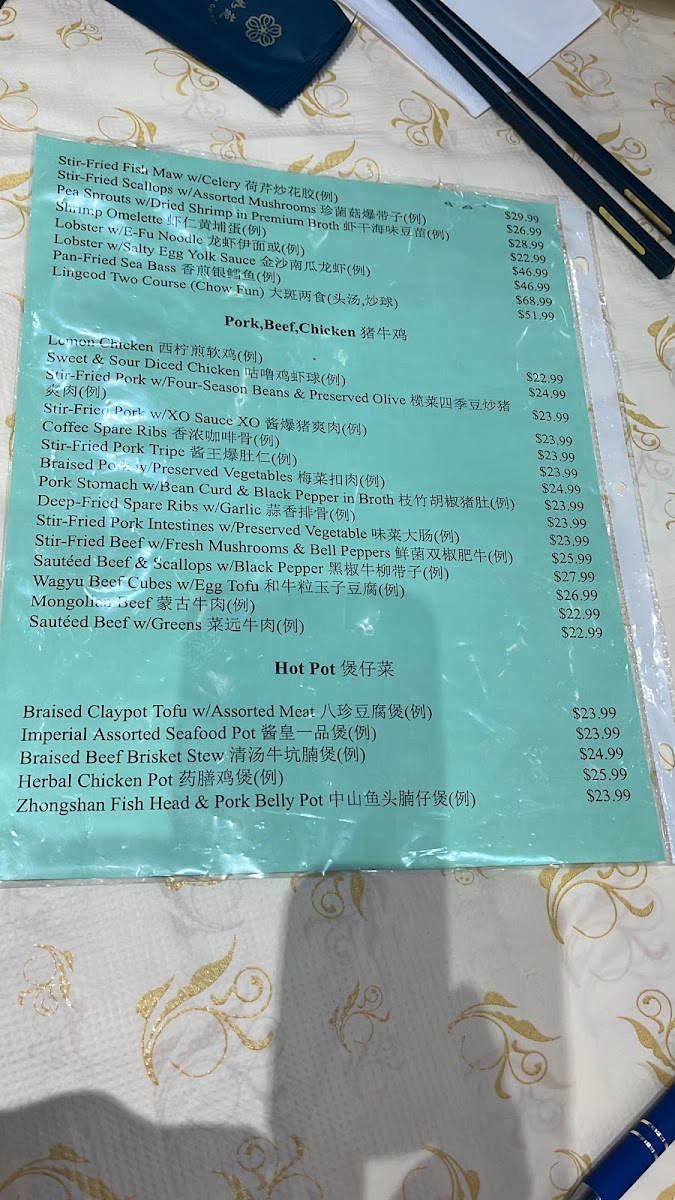 Stir-Fried Fish Maw w/Celery 荷芹炒花胶(例) $29.99
Stir-Fried Scallops w/Assorted Mushrooms 珍菌菇爆带子(例) $26.99
Pea Sprouts w/Dried Shrimp in Premium Broth 虾干海味豆苗(例) $28.99
Shrimp Omelette 虾仁黄埔蛋(例) $22.99
Lobster w/E-Fu Noodle 龙虾伊面或(例) $46.99
Lobster w/Salty Egg Yolk Sauce 金沙南瓜龙虾(例) $46.99
Pan-Fried Sea Bass 香煎银鳕鱼(例) $68.99
Lingcod Two Course (Chow Fun) 大斑两食(头汤,炒球) $51.99
Pork,Beef,Chicken 猪牛鸡
Lemon Chicken 西柠煎软鸡(例) $22.99
Sweet & Sour Diced Chicken 咕噜鸡虾球(例) $24.99
Stir-Fried Pork w/Four-Season Beans & Preserved Olive 榄菜四季豆炒猪
爽肉(例) $23.99
Stir-Fried Pork w/XO Sauce XO 酱爆猪爽肉(例) $23.99
Coffee Spare Ribs 香浓咖啡骨(例) $23.99
Stir-Fried Pork Tripe 酱王爆肚仁(例) $23.99
Braised Pork w/Preserved Vegetables 梅菜扣肉(例) $24.99
Pork Stomach w/Bean Curd & Black Pepper in Broth 枝竹胡椒猪肚(例) $23.99
Deep-Fried Spare Ribs w/Garlic 蒜香排骨(例) $23.99
Stir-Fried Pork Intestines w/Preserved Vegetable 味菜大肠(例) $23.99
Stir-Fried Beef w/Fresh Mushrooms & Bell Peppers 鲜菌双椒肥牛(例) $25.99
Sautéed Beef & Scallops w/Black Pepper 黑椒牛柳带子(例) $27.99
Wagyu Beef Cubes w/Egg Tofu 和牛粒玉子豆腐(例) $26.99
Mongolian Beef 蒙古牛肉(例) $22.99
Sautéed Beef w/Greens 菜远牛肉(例) $22.99
Hot Pot 煲仔菜
Braised Claypot Tofu w/Assorted Meat 八珍豆腐煲(例) $23.99
Imperial Assorted Seafood Pot 酱皇一品煲(例) $23.99
Braised Beef Brisket Stew 清汤牛坑腩煲(例) $24.99
Herbal Chicken Pot 药膳鸡煲(例) $25.99
Zhongshan Fish Head & Pork Belly Pot 中山鱼头腩仔煲(例) $23.99